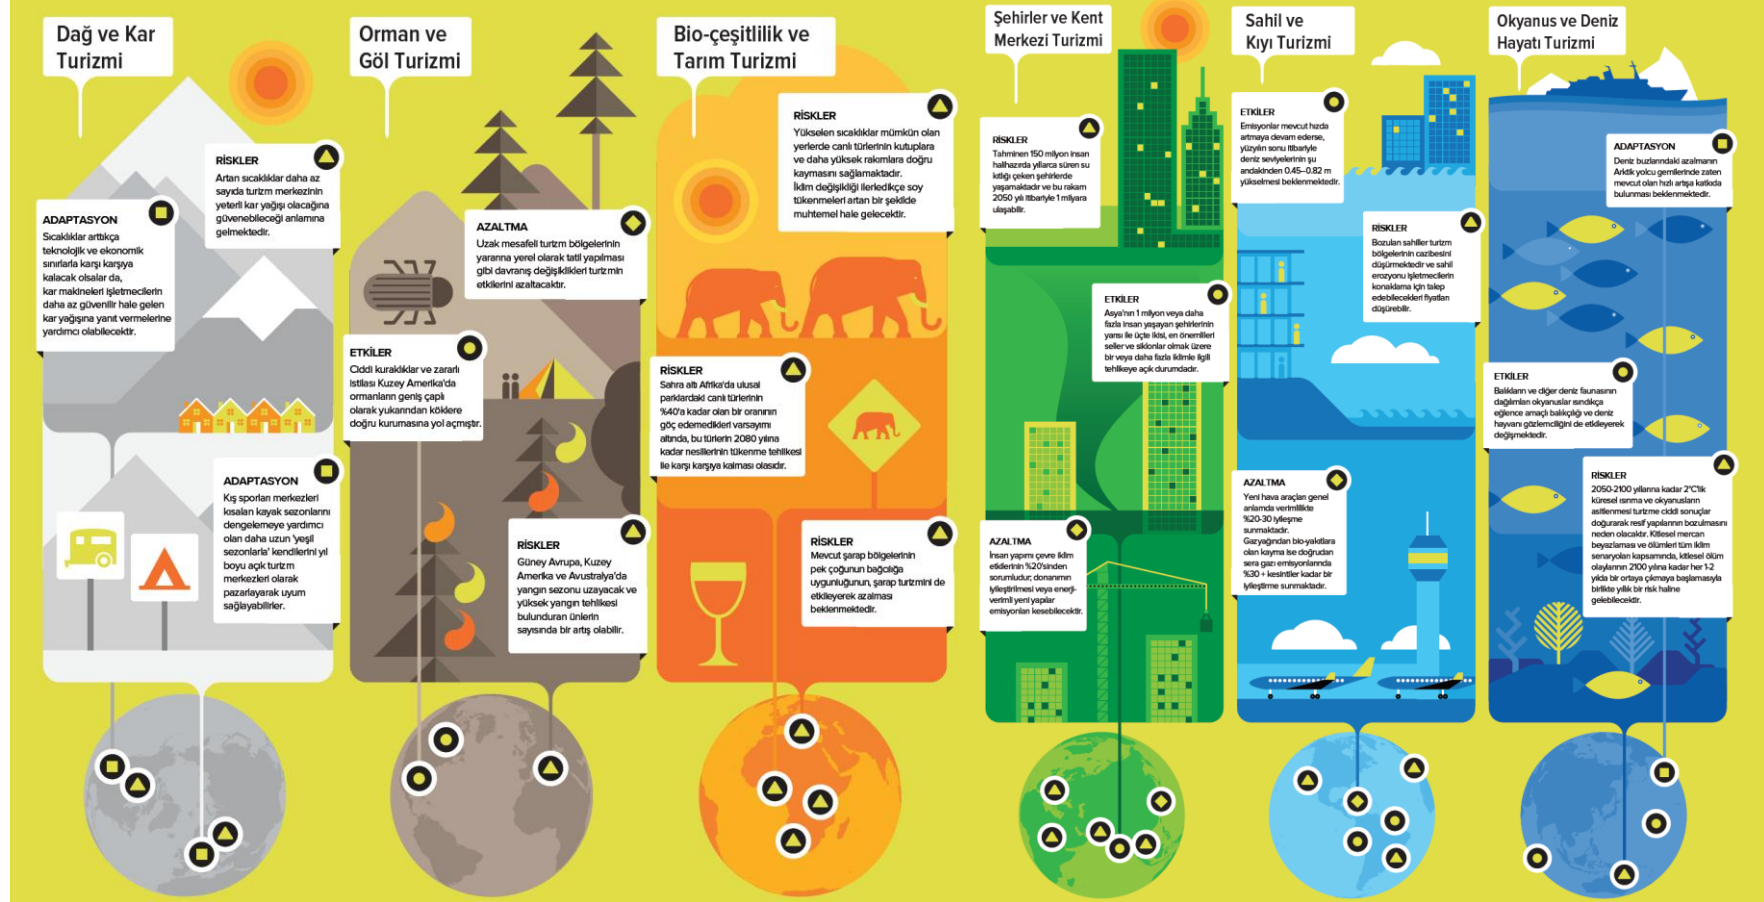 Dağ ve Kar
Turizmi
RİSKLER
Artan sıcaklıklar daha az
sayıda turizm merkezinin
yeterli kar yağışı olacağına
güvenebileceği anlamına
gelmektedir.
ADAPTASYON
Sıcaklıklar arttıkça
teknolojik ve ekonomik
sınırlarla karşı karşıya
kalacak olsalar da,
kar makineleri işletmecilerin
daha az güvenilir hale gelen
kar yağışına yanıt vermelerine
yardımcı olabilecektir.
ADAPTASYON
Kış sporları merkezleri
kısalan kayak sezonlarını
dengelemeye yardımcı
olan daha uzun 'yeşil
sezonlarla' kendilerini yıl
boyu açık turizm
merkezleri olarak
pazarlayarak uyum
sağlayabilirler.
Orman ve
Göl Turizmi
AZALTMA
Uzak mesafeli turizm bölgelerinin
yararına yerel olarak tatil yapılması
gibi davranış değişiklikleri turizmin
etkilerini azaltacaktır.
ETKİLER
Ciddi kuraklıklar ve zararlı
istilası Kuzey Amerika'da
ormanların geniş çaplı
olarak yukarıdan köklere
doğru kurumasına yol açmıştır.
RİSKLER
Güney Avrupa, Kuzey
Amerika ve Avustralya'da
yangın sezonu uzayacak ve
yüksek yangın tehlikesi
bulunduran ünlerin
sayısında bir artış olabilir.
Bio-çeşitlilik ve
Tarım Turizmi
RİSKLER
Yükselen sıcaklıklar mümkün olan
yerlerde canlı türlerinin kutuplara
ve daha yüksek rakımlara doğru
kaymasını sağlamaktadır.
İklim değişikliği ilerledikçe soy
tükenmeleri artan bir şekilde
muhtemel hale gelecektir.
RİSKLER
Sahra altı Afrika'da ulusal
parklardaki canlı türlerinin
%40'a kadar olan bir oranının
göç edemedikleri varsayımı
altında, bu türlerin 2080 yılına
kadar nesillerinin tükenme tehlikesi
ile karşı karşıya kalması olasıdır.
RİSKLER
Mevcut şarap bölgelerinin
pek çoğunun bağcılığa
uygunluğunun, şarap turizmini de
etkileyerek azalması
beklenmektedir.
Şehirler ve Kent
Merkezi Turizmi
RİSKLER
Tahminen 150 milyon insan
halihazırda yıllarca süren su
kıtlığı çeken şehirlerde
yaşamaktadır ve bu rakam
2050 yılı itibariyle 1 milyara
ulaşabilir.
ETKİLER
Asya'nın 1 milyon veya daha
fazla insan yaşayan şehirlerinin
yarısı ile üçte ikisi, en önemlileri
seller ve siklonlar olmak üzere
bir veya daha fazla iklimle ilgili
tehlikeye açık durumdadır.
AZALTMA
İnsan yapımı çevre iklim
etkilerinin %20'sinden
sorumludur; donanımın
iyileştirilmesi veya enerji-
verimli yeni yapılar
emisyonları kesebilecektir.
Sahil ve
Kıyı Turizmi
ETKİLER
Emisyonlar mevcut hızda
artmaya devam ederse,
yüzyılın sonu itibariyle
deniz seviyelerinin şu
andakinden 0.45–0.82 m
yükselmesi beklenmektedir.
RİSKLER
Bozulan sahiller turizm
bölgelerinin cazibesini
düşürmektedir ve sahil
erozyonu işletmecilerin
konaklama için talep
edebilecekleri fiyatları
düşürebilir.
AZALTMA
Yeni hava araçları genel
anlamda verimlilikte
%20-30 iyileşme
sunmaktadır.
Gazyağından bio-yakıtlara
olan kayma ise doğrudan
sera gazı emisyonlarında
%30 + kesintiler kadar bir
iyileştirme sunmaktadır.
Okyanus ve Deniz
Hayatı Turizmi
ADAPTASYON
Deniz buzlarındaki azalmanın
Arktik yolcu gemilerinde zaten
mevcut olan hızlı artışa katkıda
bulunması beklenmektedir.
ETKİLER
Balıkların ve diğer deniz faunasının
dağılımları okyanuslar ısındıkça
eğlence amaçlı balıkçılığı ve deniz
hayvanı gözlemciliğini de etkileyerek
değişmektedir.
RİSKLER
2050-2100 yıllarına kadar 2°C'lik
küresel ısınma ve okyanusların
asitlenmesi turizme ciddi sonuçlar
doğurarak resif yapılarının bozulmasına
neden olacaktır. Kitlesel mercan
beyazlaması ve ölümleri tüm iklim
senaryoları kapsamında, kitlesel ölüm
olaylarının 2100 yılına kadar her 1-2
yılda bir ortaya çıkmaya başlamasıyla
birlikte yıllık bir risk haline
gelebilecektir.